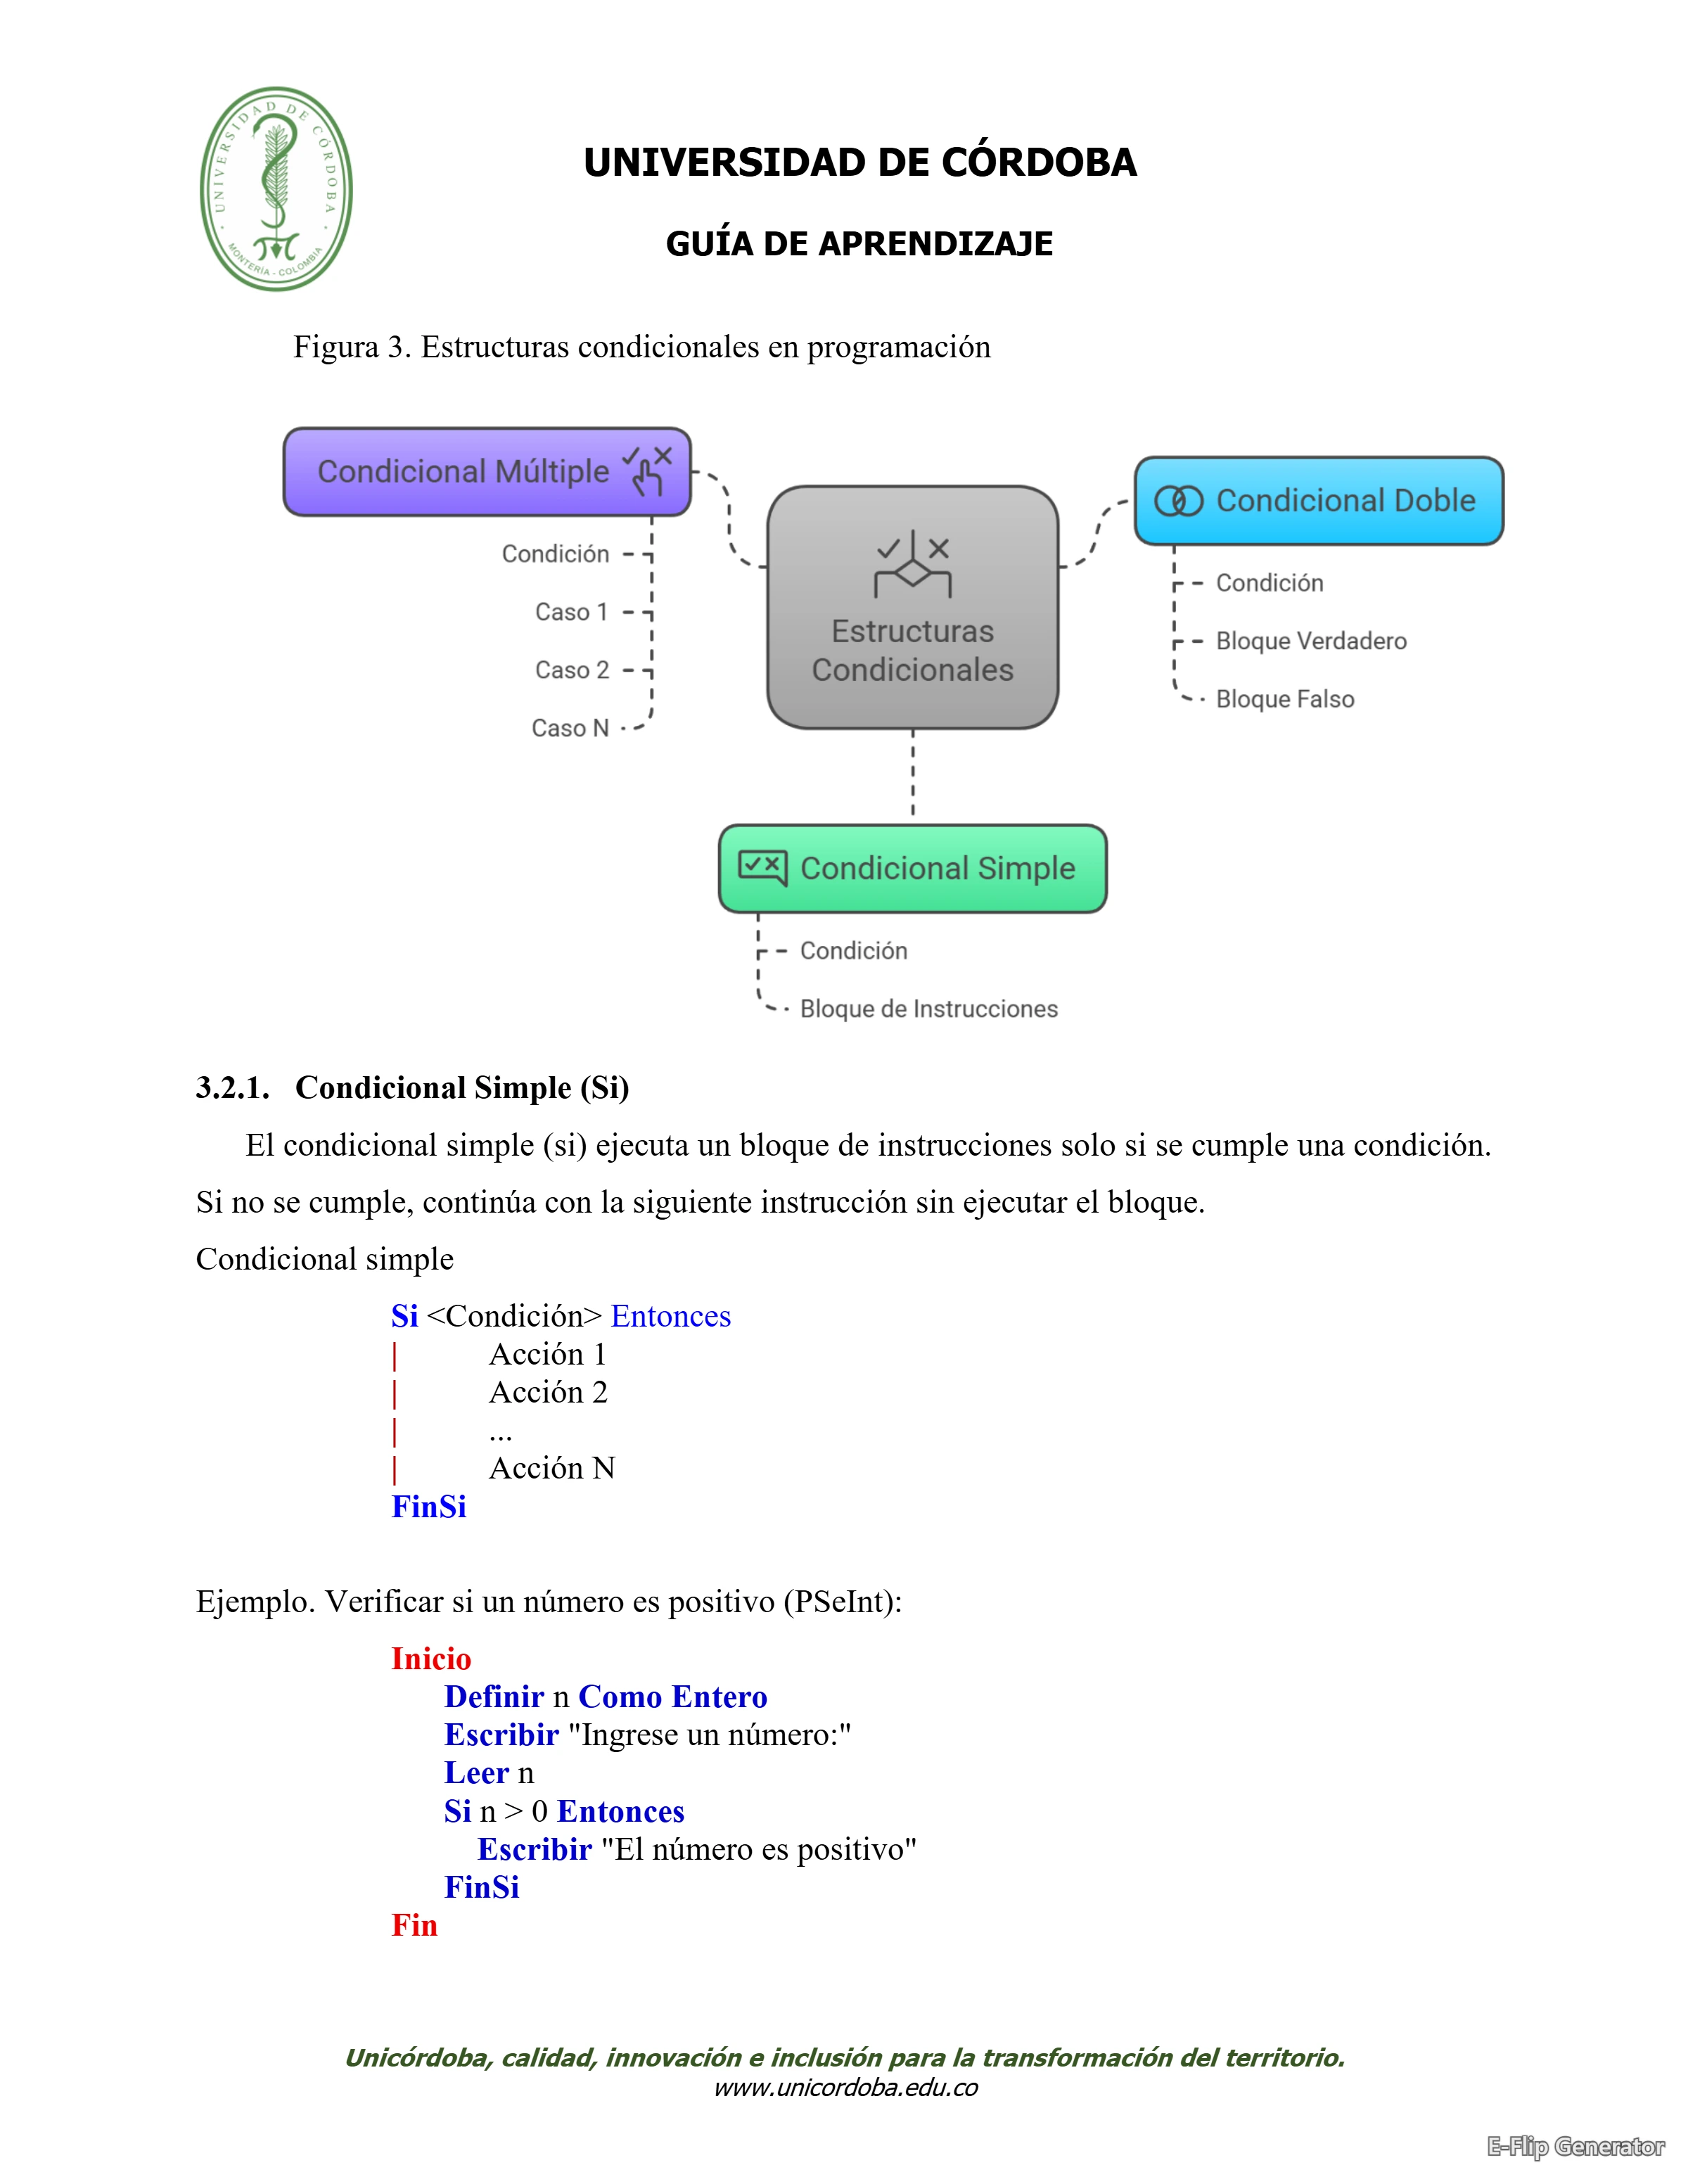 UNIVERSIDAD DE CÓRDOBA
MONTERÍA - COLOMBIA
UNIVERSIDAD DE CÓRDOBA
GUÍA DE APRENDIZAJE
Figura 3. Estructuras condicionales en programación
Condicional Múltiple
Condición
Caso 1
Caso 2
Caso N
Estructuras
Condicionales
Condicional Doble
Condición
Bloque Verdadero
Bloque Falso
Condicional Simple
Condición
Bloque de Instrucciones
3.2.1. Condicional Simple (Si)
El condicional simple (si) ejecuta un bloque de instrucciones solo si se cumple una condición.
Si no se cumple, continúa con la siguiente instrucción sin ejecutar el bloque.
Condicional simple
Si <Condición> Entonces
| Acción 1
| Acción 2
| ...
| Acción N
FinSi
Ejemplo. Verificar si un número es positivo (PSeInt):
Inicio
Definir n Como Entero
Escribir "Ingrese un número:"
Leer n
Si n > 0 Entonces
Escribir "El número es positivo"
FinSi
Fin
Unicórdoba, calidad, innovación e inclusión para la transformación del territorio.
www.unicordoba.edu.co
E-Flip Generator